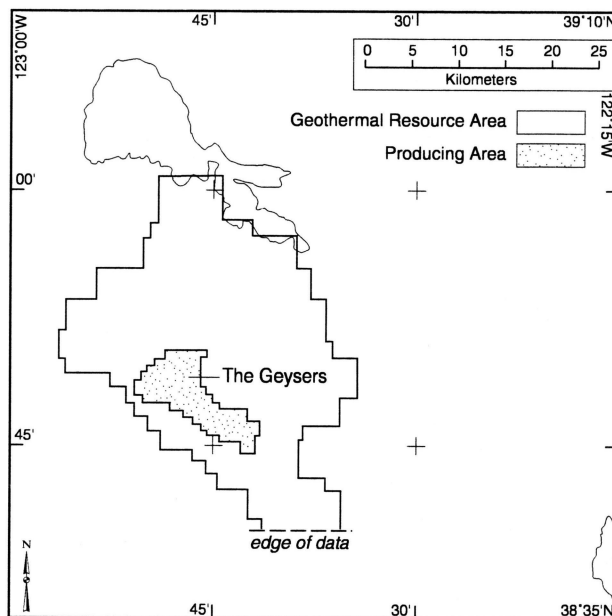 45'
30'
39°10'N
123°00'W
0 5 10 15 20 25
Kilometers
122°15'W
Geothermal Resource Area
Producing Area
00'
The Geysers
45'
edge of data
N
45'
30'
38°35'N